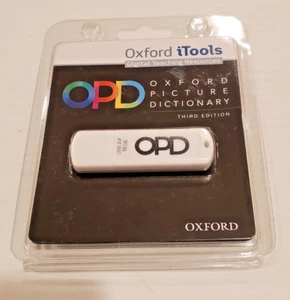 Oxford iTools
Digital Teaching Resources
OPD
OXFORD
PICTURE
DICTIONARY
THIRD EDITION
OPD
OXFORD